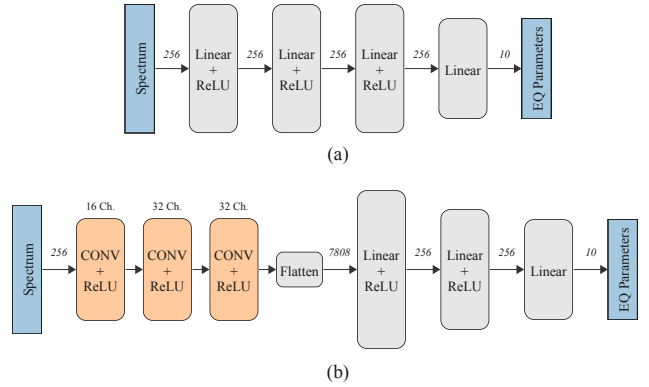 Spectrum
256
Linear
+
ReLU
256
Linear
+
ReLU
256
Linear
+
ReLU
256
Linear
10
EQ Parameters
(a)
16 Ch.
32 Ch.
32 Ch.
Spectrum
256
CONV
+
ReLU
CONV
+
ReLU
CONV
+
ReLU
Flatten
7808
Linear
+
ReLU
256
Linear
+
ReLU
256
Linear
10
EQ Parameters
(b)